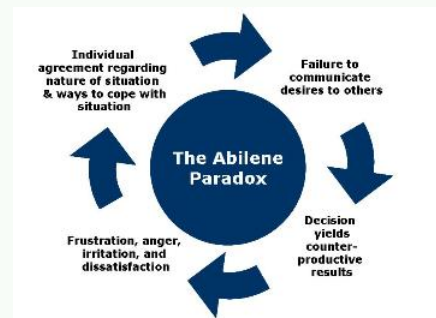 Individual
agreement regarding
nature of situation
& ways to cope with
situation
Failure to
communicate
desires to others
The Abilene
Paradox
Decision
yields
counter-
productive
results
Frustration, anger,
irritation, and
dissatisfaction